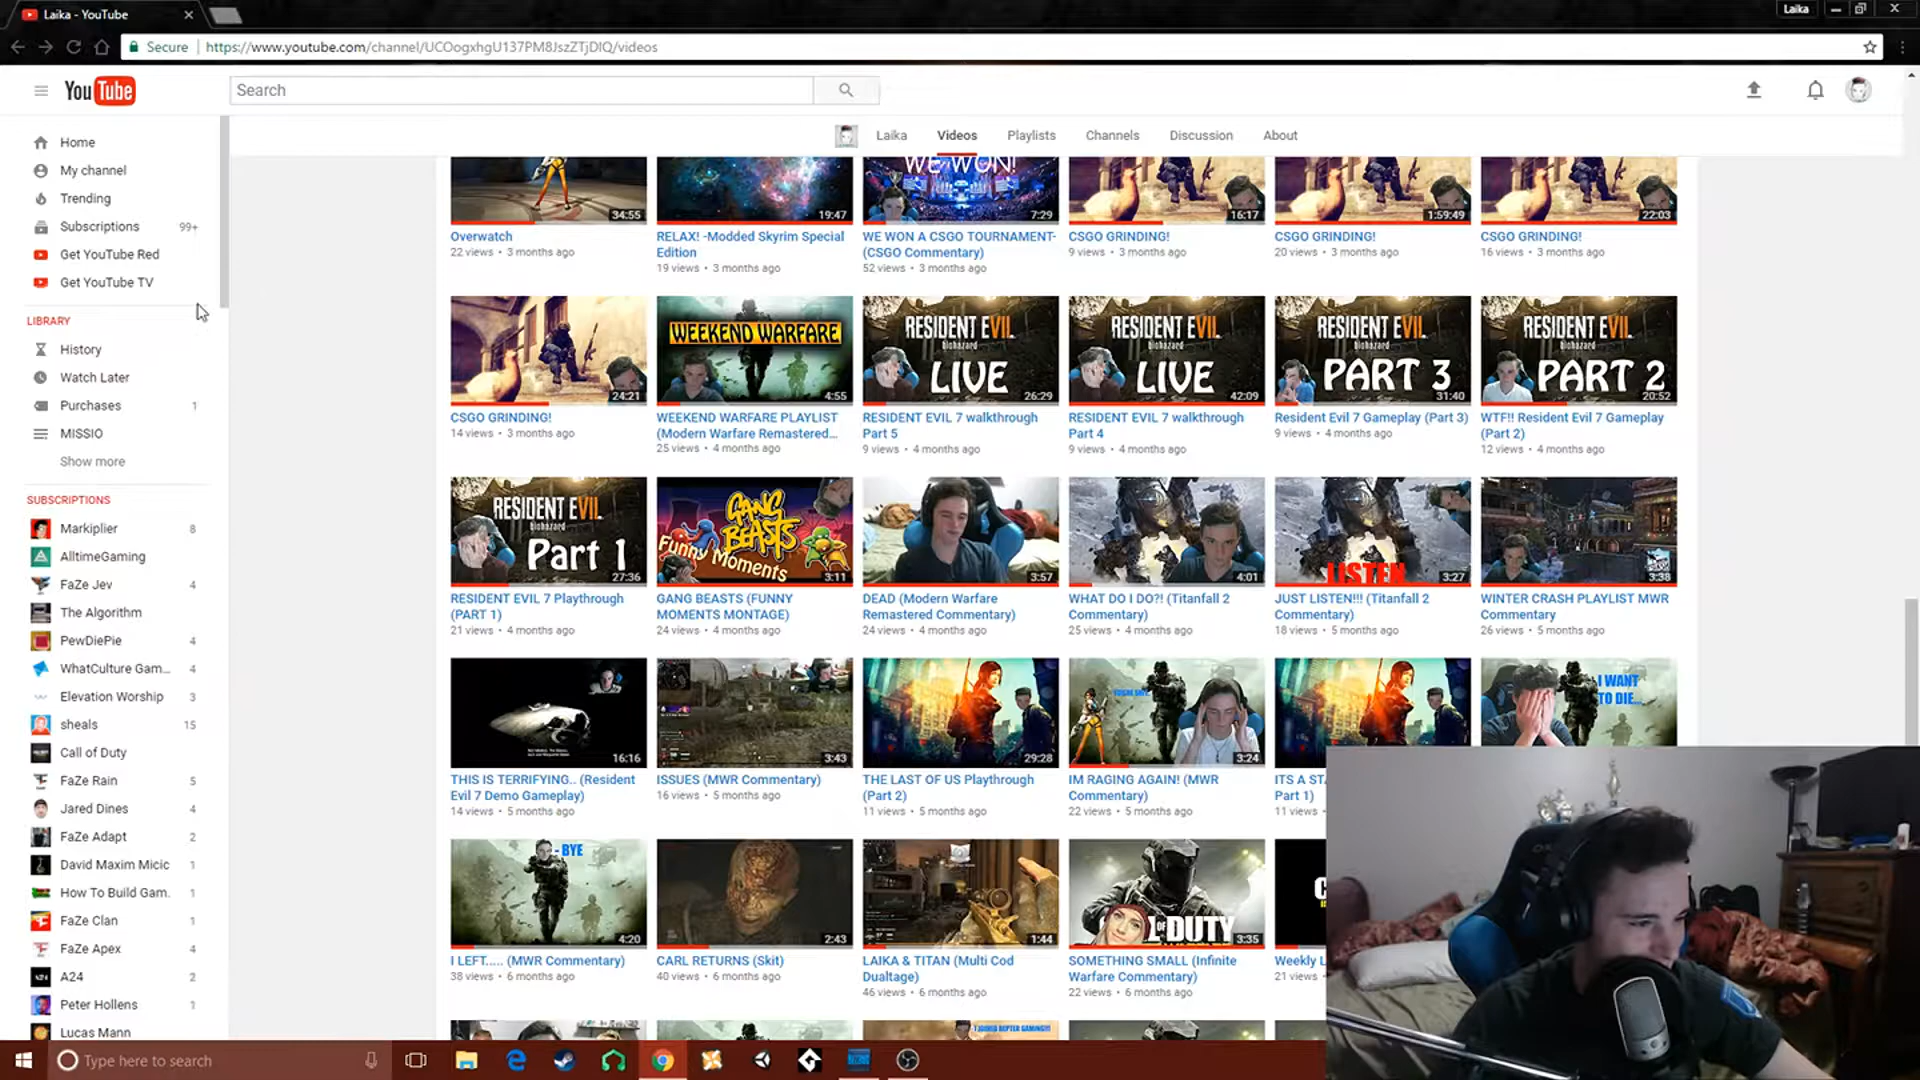 Laika - YouTube
Laika
Secure
https://www.youtube.com/channel/UCOogxhgU137PM8JszZTjDIQ/videos
YouTube
Search
Laika
Videos
Playlists
Channels
Discussion
About
Home
My channel
Trending
Subscriptions 99+
Get YouTube Red
Get YouTube TV
LIBRARY
History
Watch Later
Purchases 1
MISSIO
Show more
SUBSCRIPTIONS
Markiplier 8
AlltimeGaming
FaZe Jev 4
The Algorithm
PewDiePie 4
WhatCulture Gam... 4
Elevation Worship 3
sheals 15
Call of Duty
FaZe Rain 5
Jared Dines 4
FaZe Adapt 2
David Maxim Micic 1
How To Build Gam. 1
FaZe Clan 1
FaZe Apex 4
A24 2
Peter Hollens 1
Lucas Mann
34:55
Overwatch
22 views • 3 months ago
19:47
RELAX! -Modded Skyrim Special
Edition
19 views • 3 months ago
WE WON!
7:29
WE WON A CSGO TOURNAMENT-
(CSGO Commentary)
52 views • 3 months ago
16:17
CSGO GRINDING!
9 views • 3 months ago
1:59:49
CSGO GRINDING!
20 views • 3 months ago
22:03
CSGO GRINDING!
16 views • 3 months ago
24:21
CSGO GRINDING!
14 views • 3 months ago
WEEKEND WARFARE
4:55
WEEKEND WARFARE PLAYLIST
(Modern Warfare Remastered...
25 views • 4 months ago
RESIDENT EVIL
biohazard
LIVE
26:29
RESIDENT EVIL 7 walkthrough
Part 5
9 views • 4 months ago
RESIDENT EVIL
biohazard
LIVE
42:09
RESIDENT EVIL 7 walkthrough
Part 4
9 views • 4 months ago
RESIDENT EVIL
biohazard
PART 3
31:40
Resident Evil 7 Gameplay (Part 3)
9 views • 4 months ago
RESIDENT EVIL
biohazard
PART 2
20:52
WTF!! Resident Evil 7 Gameplay
(Part 2)
12 views • 4 months ago
RESIDENT EVIL
biohazard
Part 1
27:36
RESIDENT EVIL 7 Playthrough
(PART 1)
21 views • 4 months ago
GANG
BEASTS
Funny Moments
3:11
GANG BEASTS (FUNNY
MOMENTS MONTAGE)
24 views • 4 months ago
3:57
DEAD (Modern Warfare
Remastered Commentary)
24 views • 4 months ago
4:01
WHAT DO I DO?! (Titanfall 2
Commentary)
25 views • 4 months ago
LISTEN
3:27
JUST LISTEN!!! (Titanfall 2
Commentary)
18 views • 5 months ago
3:38
WINTER CRASH PLAYLIST MWR
Commentary
26 views • 5 months ago
16:16
THIS IS TERRIFYING.. (Resident
Evil 7 Demo Gameplay)
14 views • 5 months ago
3:43
ISSUES (MWR Commentary)
16 views • 5 months ago
29:28
THE LAST OF US Playthrough
(Part 2)
11 views • 5 months ago
3:24
IM RAGING AGAIN! (MWR
Commentary)
22 views • 5 months ago
ITS A ST
Part 1)
11 views
I WANT
TO DIE...
- BYE
4:20
I LEFT..... (MWR Commentary)
38 views • 6 months ago
2:43
CARL RETURNS (Skit)
40 views • 6 months ago
1:44
LAIKA & TITAN (Multi Cod
Dualtage)
46 views • 6 months ago
OF DUTY
3:35
SOMETHING SMALL (Infinite
Warfare Commentary)
22 views • 6 months ago
Weekly L
21 views
Type here to search